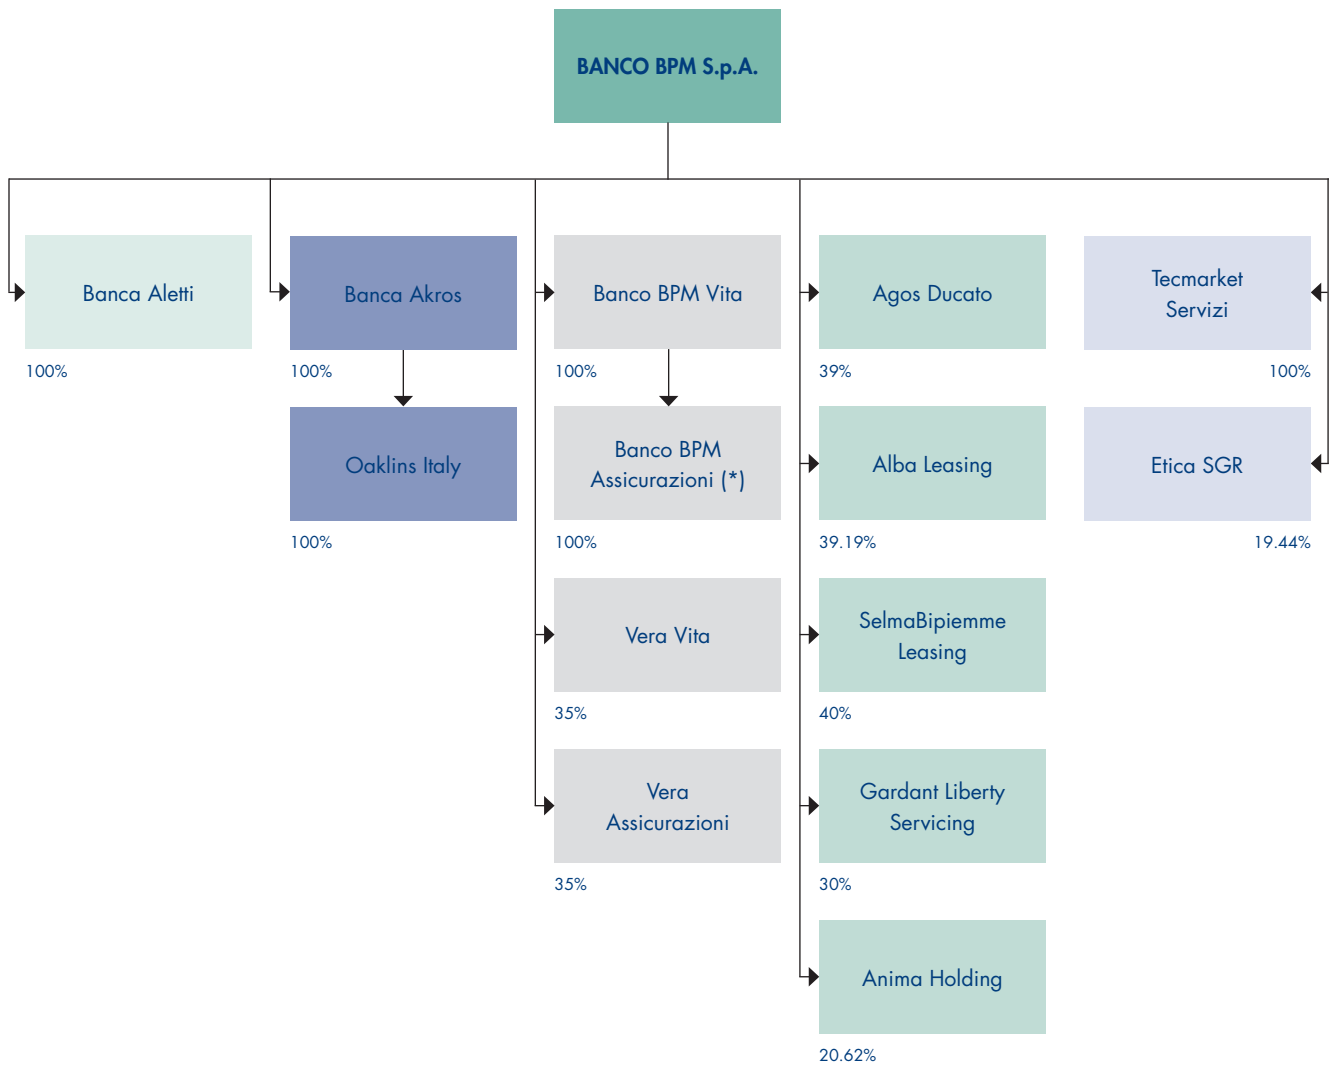 BANCO BPM S.p.A.
Banca Aletti
100%
Banca Akros
100%
Oaklins Italy
100%
Banco BPM Vita
100%
Banco BPM
Assicurazioni (*)
100%
Vera Vita
35%
Vera
Assicurazioni
35%
Agos Ducato
39%
Alba Leasing
39.19%
SelmaBipiemme
Leasing
40%
Gardant Liberty
Servicing
30%
Anima Holding
20.62%
Tecmarket
Servizi
100%
Etica SGR
19.44%